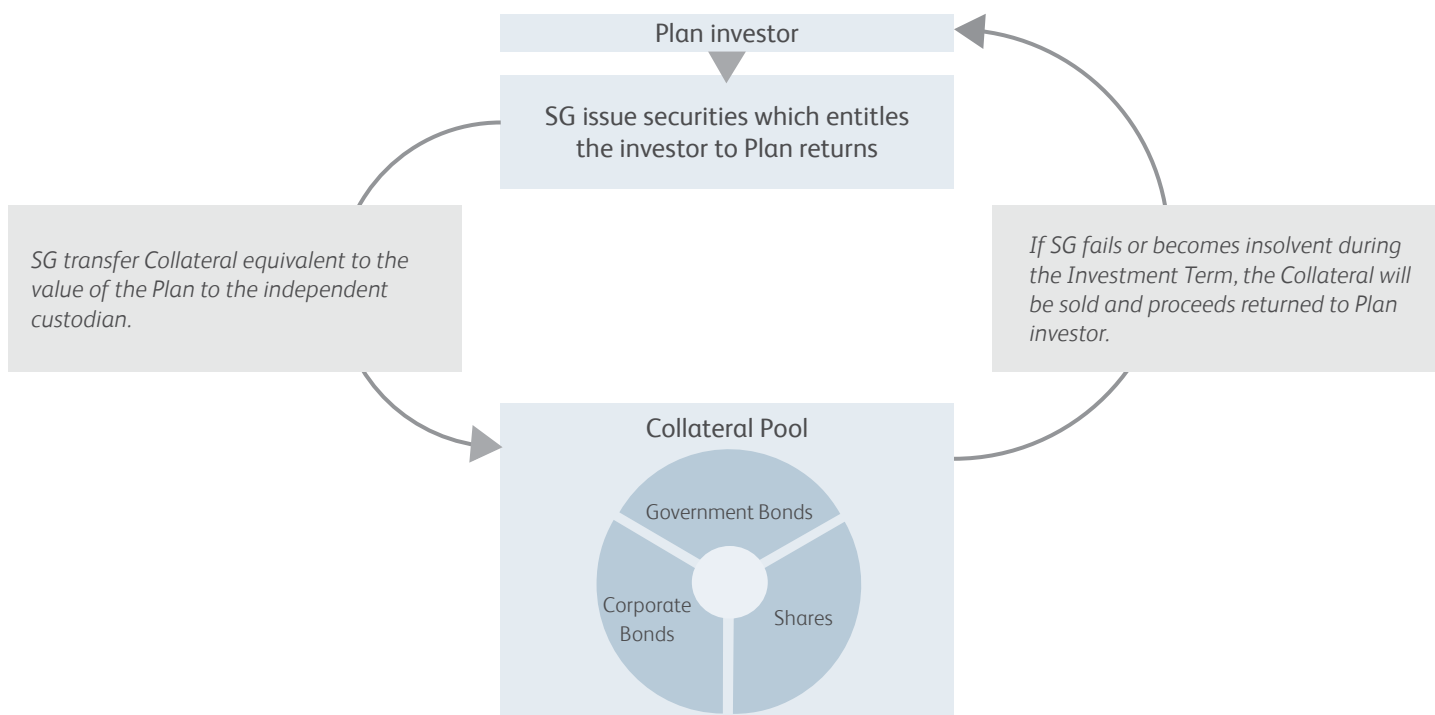 Plan investor
SG issue securities which entitles
the investor to Plan returns
SG transfer Collateral equivalent to the
value of the Plan to the independent
custodian.
If SG fails or becomes insolvent during
the Investment Term, the Collateral will
be sold and proceeds returned to Plan
investor.
Collateral Pool
Government Bonds
Corporate
Bonds
Shares